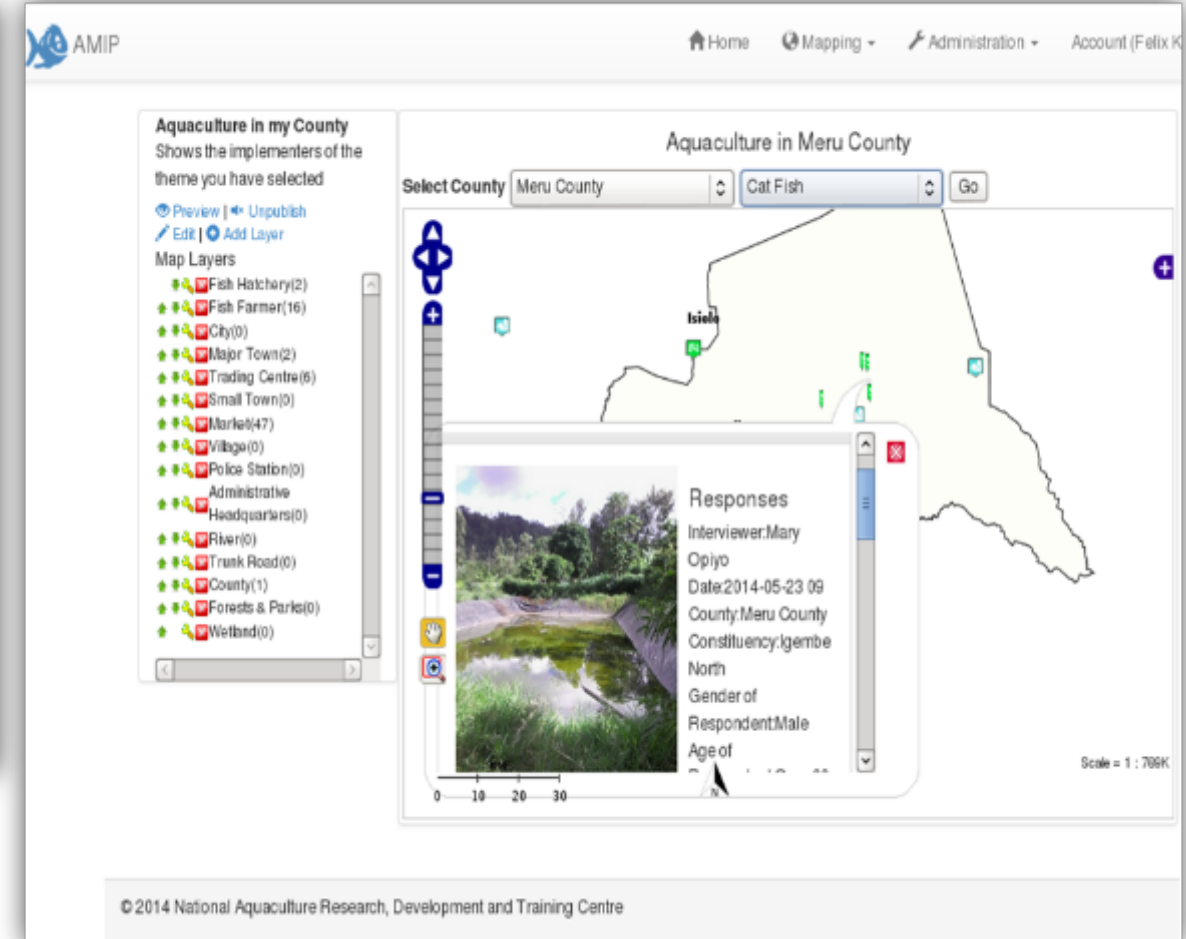 AMIP
Home Mapping Administration Account (Felix K
Aquaculture in my County
Shows the implementers of the
theme you have selected
Preview | Unpublish
Edit | Add Layer
Map Layers
Fish Hatchery(2)
Fish Farmer(16)
City(0)
Major Town(2)
Trading Centre(6)
Small Town(0)
Market(47)
Village(0)
Police Station(0)
Administrative
Headquarters(0)
River(0)
Trunk Road(0)
County(1)
Forests & Parks(0)
Wetland(0)
Aquaculture in Meru County
Select County Meru County Cat Fish Go
Isiolo
Responses
Interviewer:Mary
Opiyo
Date:2014-05-23 09
County:Meru County
Constituency:Igembe
North
Gender of
Respondent:Male
Age of
0 10 20 30
N
Scale = 1 : 769K
© 2014 National Aquaculture Research, Development and Training Centre